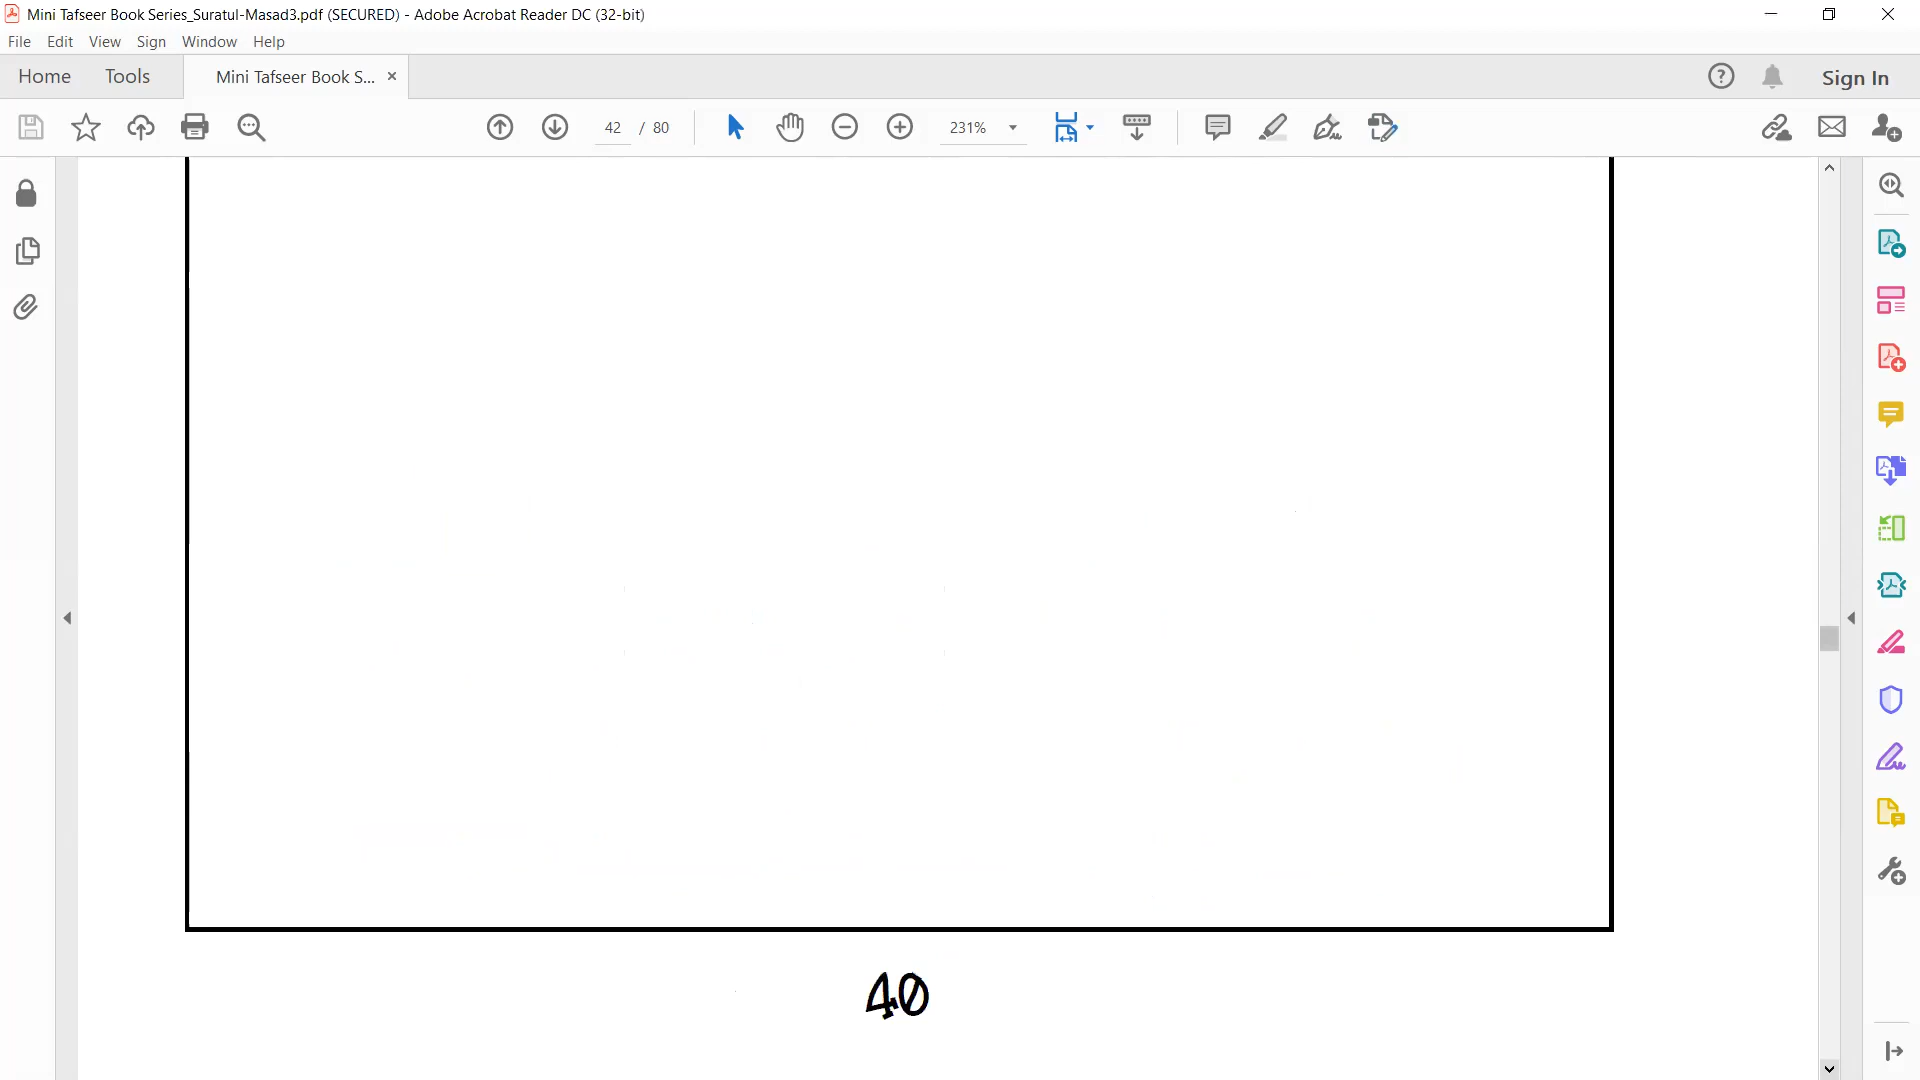 Mini Tafseer Book Series_Suratul-Masad3.pdf (SECURED) - Adobe Acrobat Reader DC (32-bit)
File Edit View Sign Window Help
Home Tools Mini Tafseer Book S... Sign In
42 / 80 231%
40